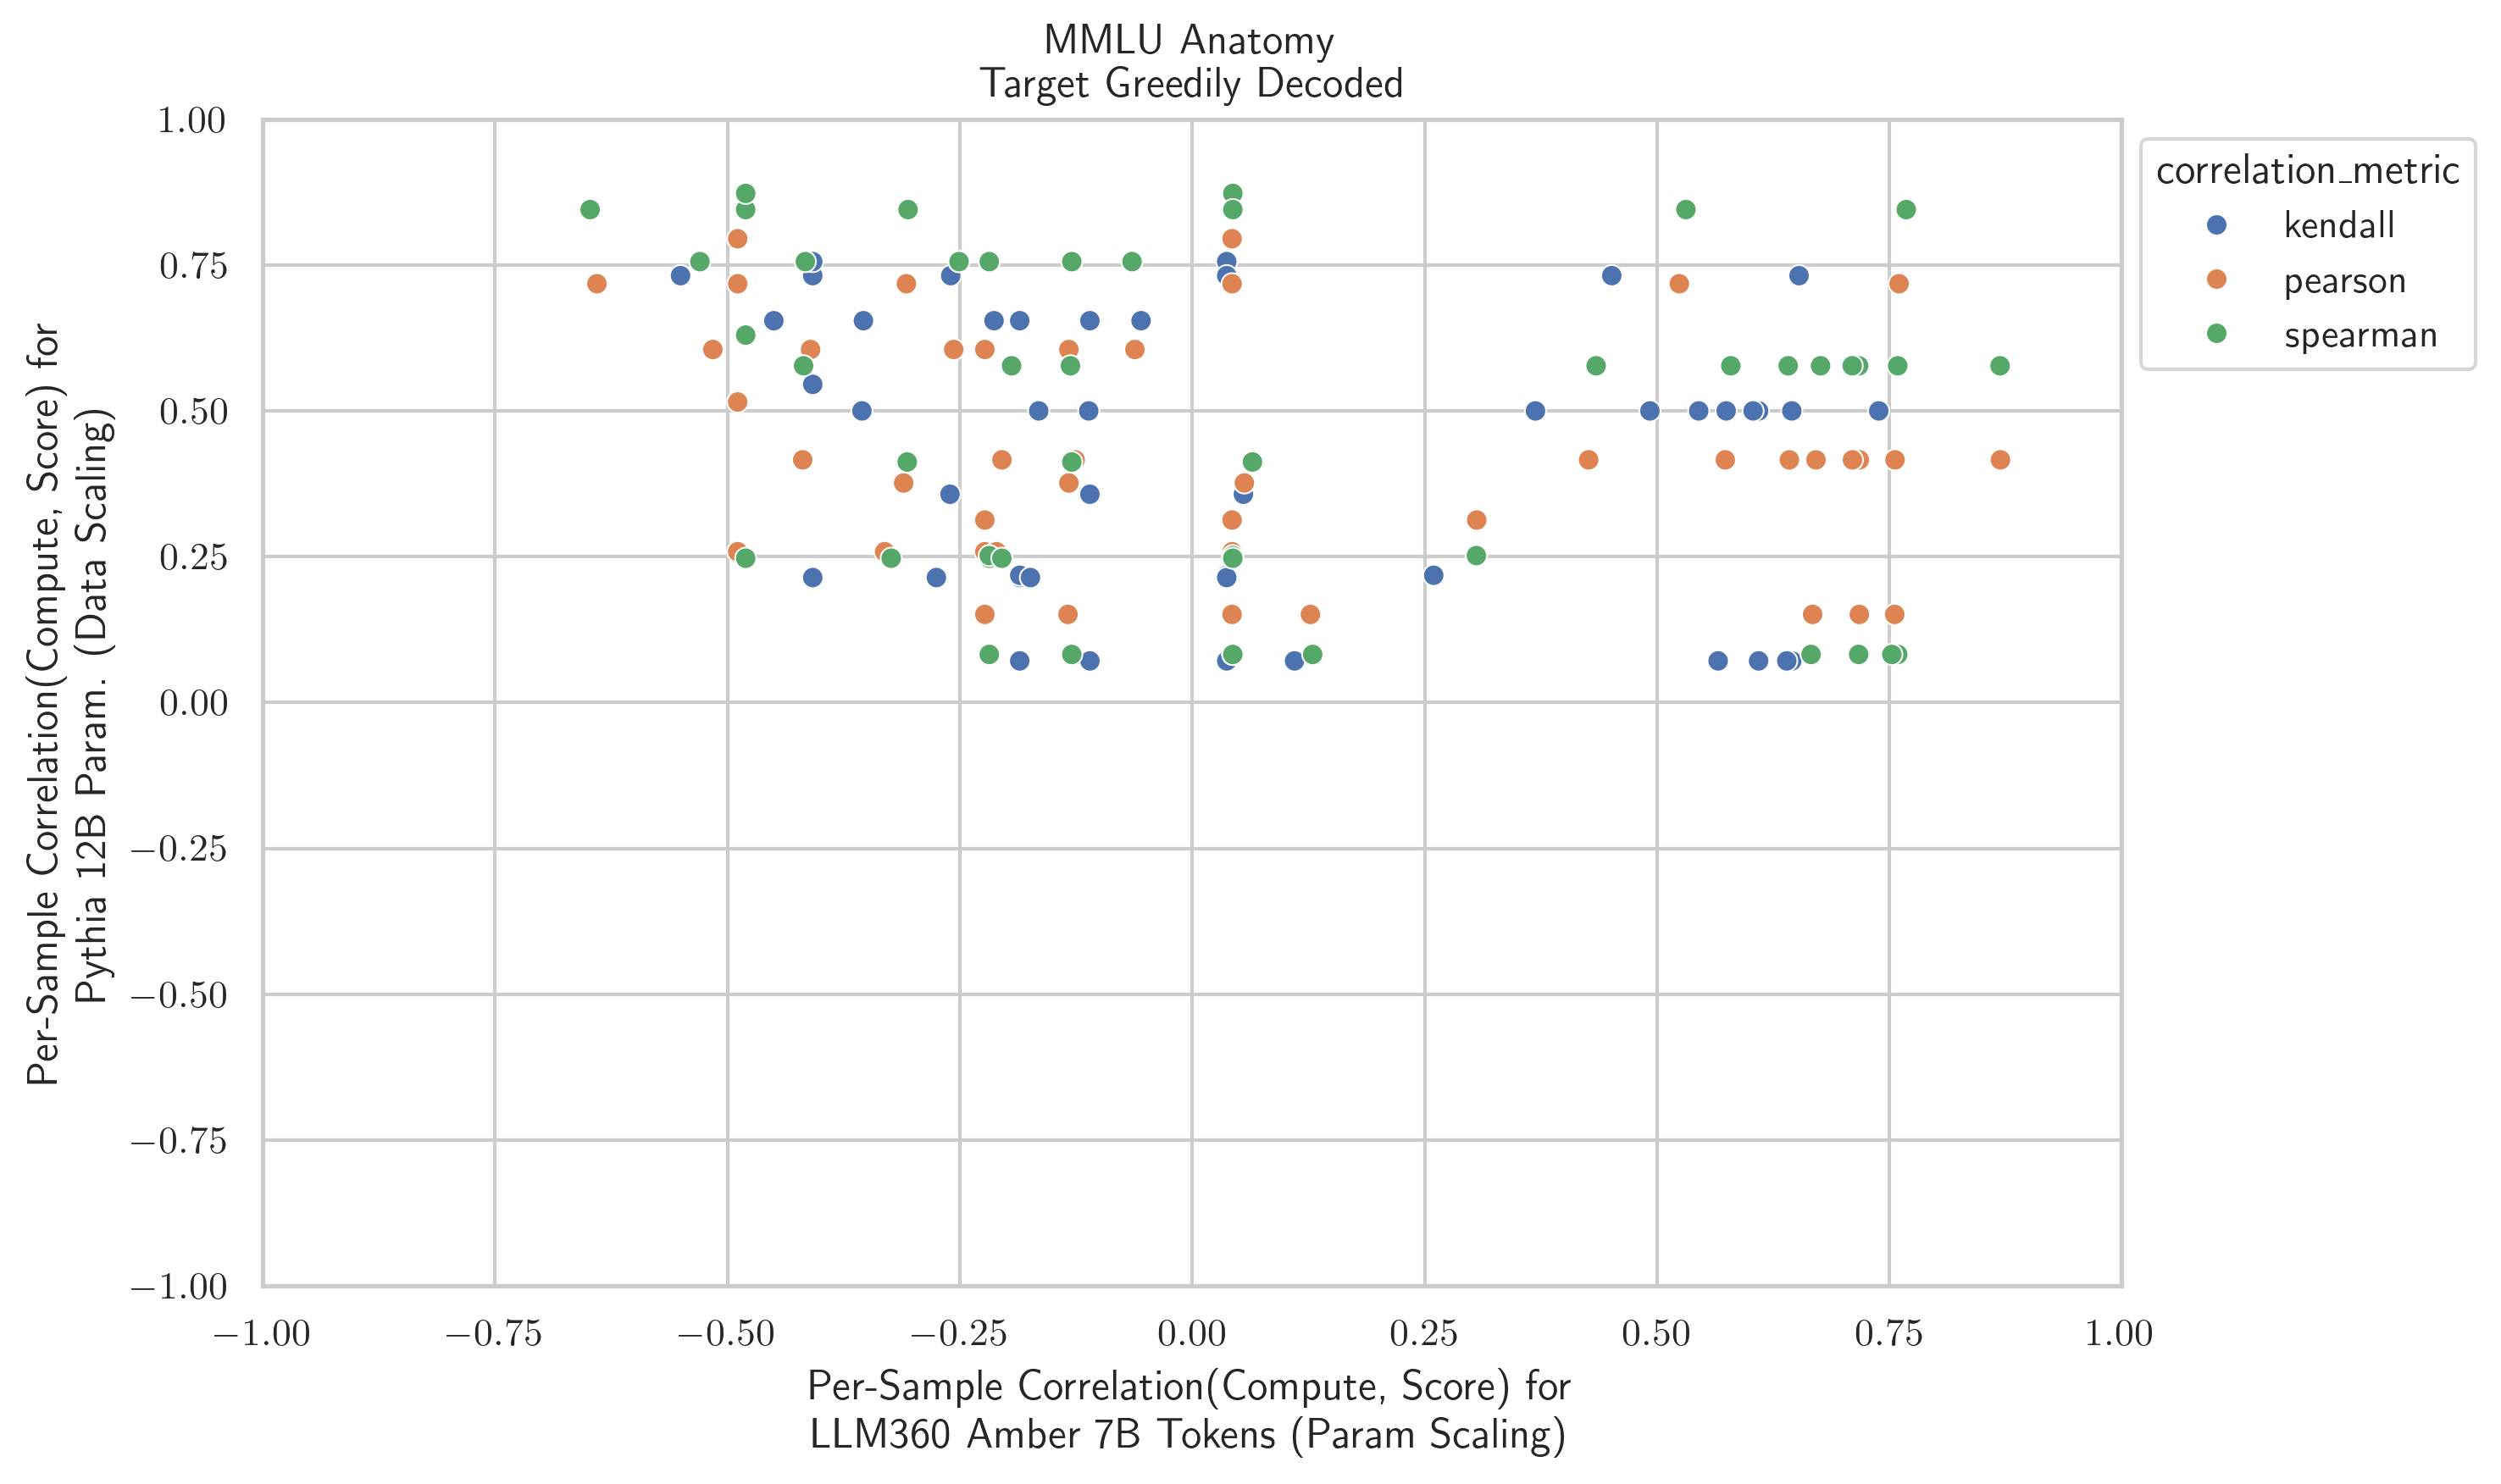 MMLU Anatomy
Target Greedily Decoded
1.00
0.75
0.50
0.25
0.00
−0.25
−0.50
−0.75
−1.00
Per-Sample Correlation(Compute, Score) for
Pythia 12B Param. (Data Scaling)
−1.00
−0.75
−0.50
−0.25
0.00
0.25
0.50
0.75
1.00
Per-Sample Correlation(Compute, Score) for
LLM360 Amber 7B Tokens (Param Scaling)
correlation_metric
kendall
pearson
spearman